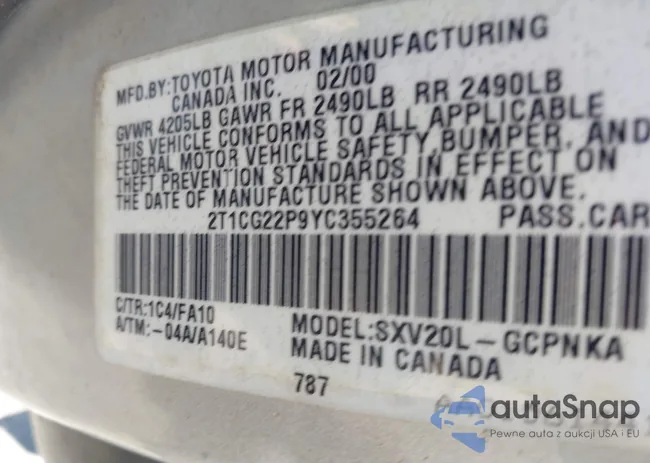 MFD.BY:TOYOTA MOTOR MANUFACTURING
CANADA INC. 02/00
GVWR 4205LB GAWR FR 2490LB RR 2490LB
THIS VEHICLE CONFORMS TO ALL APPLICABLE
FEDERAL MOTOR VEHICLE SAFETY, BUMPER, AND
THEFT PREVENTION STANDARDS IN EFFECT ON
THE DATE OF MANUFACTURE SHOWN ABOVE.
2T1CG22P9YC355264 PASS.CAR
C/TR:1C4/FA10
A/TM:-04A/A140E
MODEL:SXV20L-GCPNKA
MADE IN CANADA
787
autoSnap
Pewne auta z aukcji USA i EU